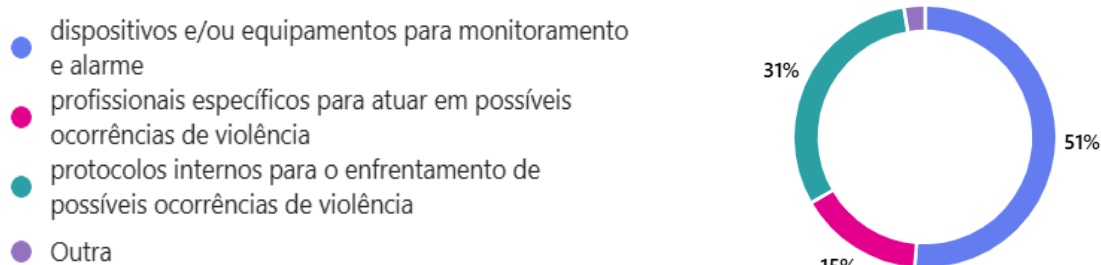 dispositivos e/ou equipamentos para monitoramento
e alarme
profissionais específicos para atuar em possíveis
ocorrências de violência
protocolos internos para o enfrentamento de
possíveis ocorrências de violência
Outra
31%
51%
15%